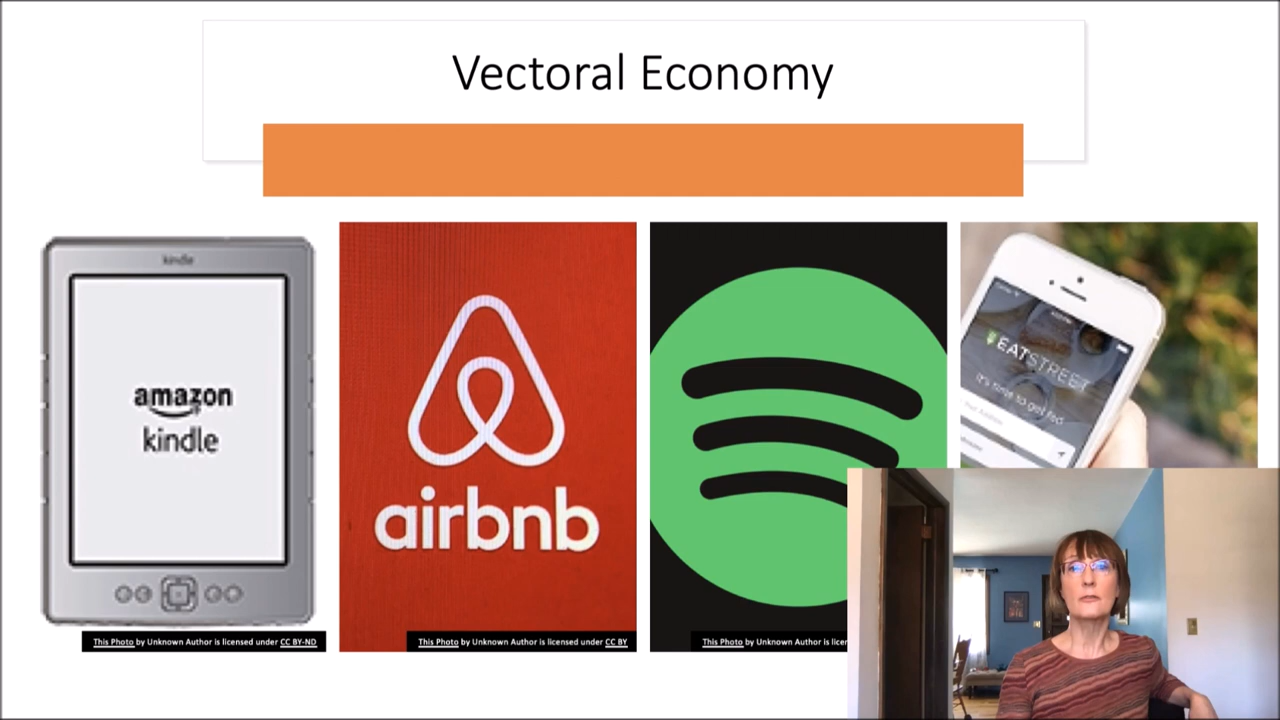 Vectoral Economy
kindle
amazon
kindle
airbnb
EATSTREET
It's time to get fed
This Photo by Unknown Author is licensed under CC BY-ND
This Photo by Unknown Author is licensed under CC BY
This Photo by Unknown Author is